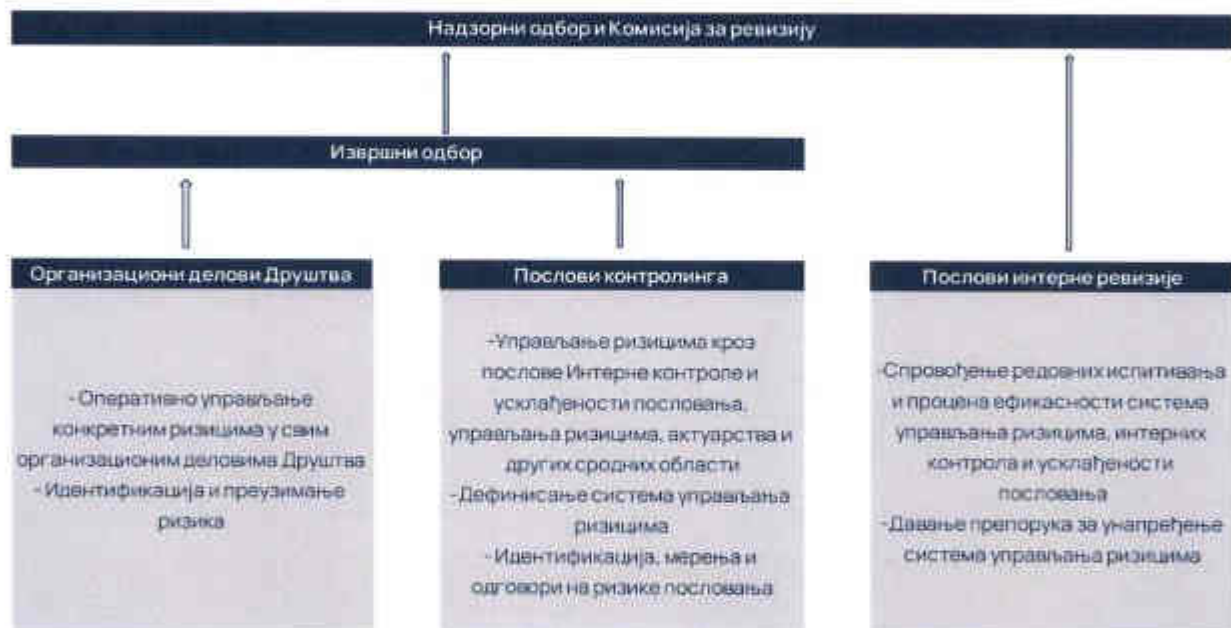 Надзорни одбор и Комисија за ревизију
Извршни одбор
Организациони делови Друштва
-Оперативно управљање
конкретним ризицима у свим
организационим деловима Друштва
-Идентификација и преузимање
ризика
Послови контролинга
-Управљање ризицима кроз
послове Интерне контроле и
усклађености пословања,
управљања ризицима, актуарства и
других сродних области
-Дефинисање система управљања
ризицима
-Идентификација, мерења и
одговори на ризике пословања
Послови интерне ревизије
-Спровођење редовних испитивања
и процена ефикасности система
управљања ризицима, интерних
контрола и усклађености
пословања
-Давање препорука за унапређење
система управљања ризицима